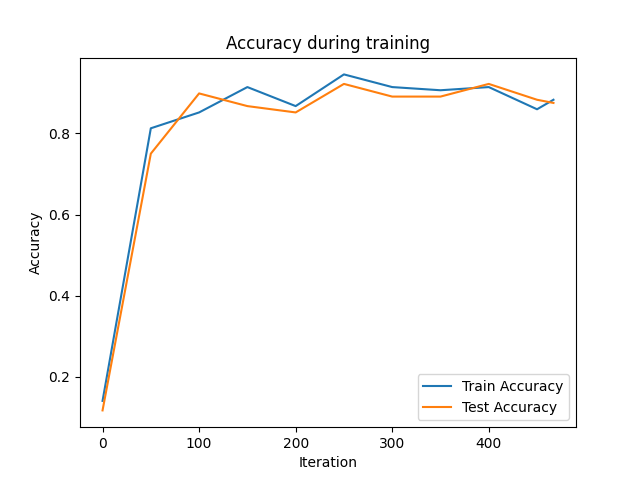 Accuracy during training
Accuracy
0.8
0.6
0.4
0.2
0 100 200 300 400
Iteration
Train Accuracy
Test Accuracy